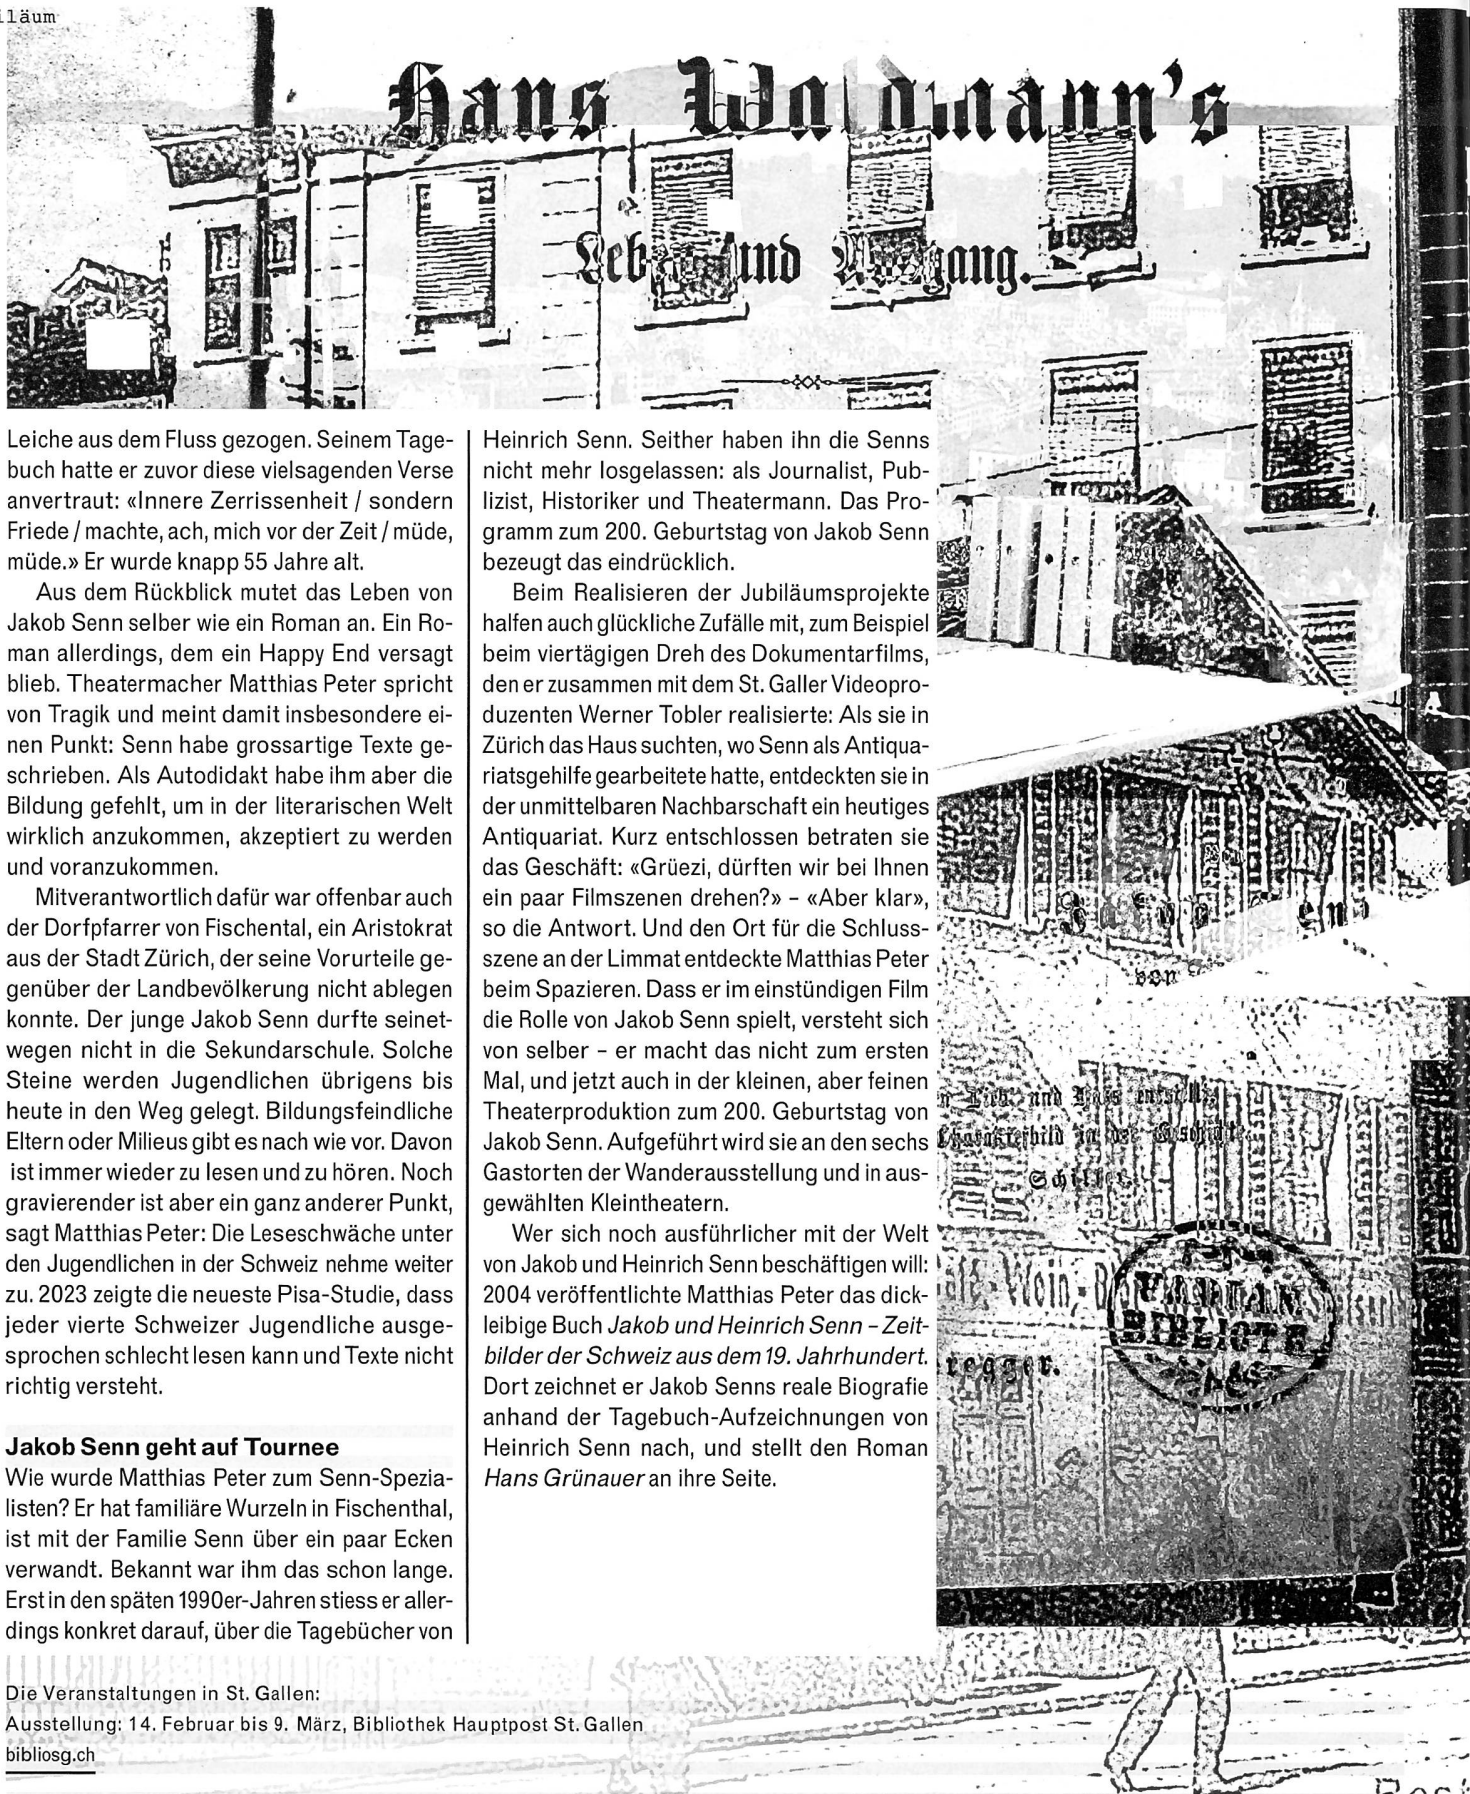 iläum
Hans Waldmann's
Leben und Ausgang.
Leiche aus dem Fluss gezogen. Seinem Tage-
buch hatte er zuvor diese vielsagenden Verse
anvertraut: «Innere Zerrissenheit / sondern
Friede / machte, ach, mich vor der Zeit / müde,
müde.» Er wurde knapp 55 Jahre alt.
Aus dem Rückblick mutet das Leben von
Jakob Senn selber wie ein Roman an. Ein Ro-
man allerdings, dem ein Happy End versagt
blieb. Theatermacher Matthias Peter spricht
von Tragik und meint damit insbesondere ei-
nen Punkt: Senn habe grossartige Texte ge-
schrieben. Als Autodidakt habe ihm aber die
Bildung gefehlt, um in der literarischen Welt
wirklich anzukommen, akzeptiert zu werden
und voranzukommen.
Mitverantwortlich dafür war offenbar auch
der Dorfpfarrer von Fischental, ein Aristokrat
aus der Stadt Zürich, der seine Vorurteile ge-
genüber der Landbevölkerung nicht ablegen
konnte. Der junge Jakob Senn durfte seinet-
wegen nicht in die Sekundarschule. Solche
Steine werden Jugendlichen übrigens bis
heute in den Weg gelegt. Bildungsfeindliche
Eltern oder Milieus gibt es nach wie vor. Davon
ist immer wieder zu lesen und zu hören. Noch
gravierender ist aber ein ganz anderer Punkt,
sagt Matthias Peter: Die Leseschwäche unter
den Jugendlichen in der Schweiz nehme weiter
zu. 2023 zeigte die neueste Pisa-Studie, dass
jeder vierte Schweizer Jugendliche ausge-
sprochen schlecht lesen kann und Texte nicht
richtig versteht.
Jakob Senn geht auf Tournee
Wie wurde Matthias Peter zum Senn-Spezia-
listen? Er hat familiäre Wurzeln in Fischenthal,
ist mit der Familie Senn über ein paar Ecken
verwandt. Bekannt war ihm das schon lange.
Erst in den späten 1990er-Jahren stiess er aller-
dings konkret darauf, über die Tagebücher von
Heinrich Senn. Seither haben ihn die Senns
nicht mehr losgelassen: als Journalist, Pub-
lizist, Historiker und Theatermann. Das Pro-
gramm zum 200. Geburtstag von Jakob Senn
bezeugt das eindrücklich.
Beim Realisieren der Jubiläumsprojekte
halfen auch glückliche Zufälle mit, zum Beispiel
beim viertägigen Dreh des Dokumentarfilms,
den er zusammen mit dem St. Galler Videopro-
duzenten Werner Tobler realisierte: Als sie in
Zürich das Haus suchten, wo Senn als Antiqua-
riatsgehilfe gearbeitete hatte, entdeckten sie in
der unmittelbaren Nachbarschaft ein heutiges
Antiquariat. Kurz entschlossen betraten sie
das Geschäft: «Grüezi, dürften wir bei Ihnen
ein paar Filmszenen drehen?» – «Aber klar»,
so die Antwort. Und den Ort für die Schluss-
szene an der Limmat entdeckte Matthias Peter
beim Spazieren. Dass er im einstündigen Film
die Rolle von Jakob Senn spielt, versteht sich
von selber – er macht das nicht zum ersten
Mal, und jetzt auch in der kleinen, aber feinen
Theaterproduktion zum 200. Geburtstag von
Jakob Senn. Aufgeführt wird sie an den sechs
Gastorten der Wanderausstellung und in aus-
gewählten Kleintheatern.
Wer sich noch ausführlicher mit der Welt
von Jakob und Heinrich Senn beschäftigen will:
2004 veröffentlichte Matthias Peter das dick-
leibige Buch Jakob und Heinrich Senn – Zeit-
bilder der Schweiz aus dem 19. Jahrhundert.
Dort zeichnet er Jakob Senns reale Biografie
anhand der Tagebuch-Aufzeichnungen von
Heinrich Senn nach, und stellt den Roman
Hans Grünauer an ihre Seite.
Von
Jakob Senn
von
Lieb' und Hass entstellt,
Charakterbild in der Geschichte
Schiller.
VADIAN
BIBLIOTH
regger.
Die Veranstaltungen in St. Gallen:
Ausstellung: 14. Februar bis 9. März, Bibliothek Hauptpost St. Gallen
bibliosg.ch